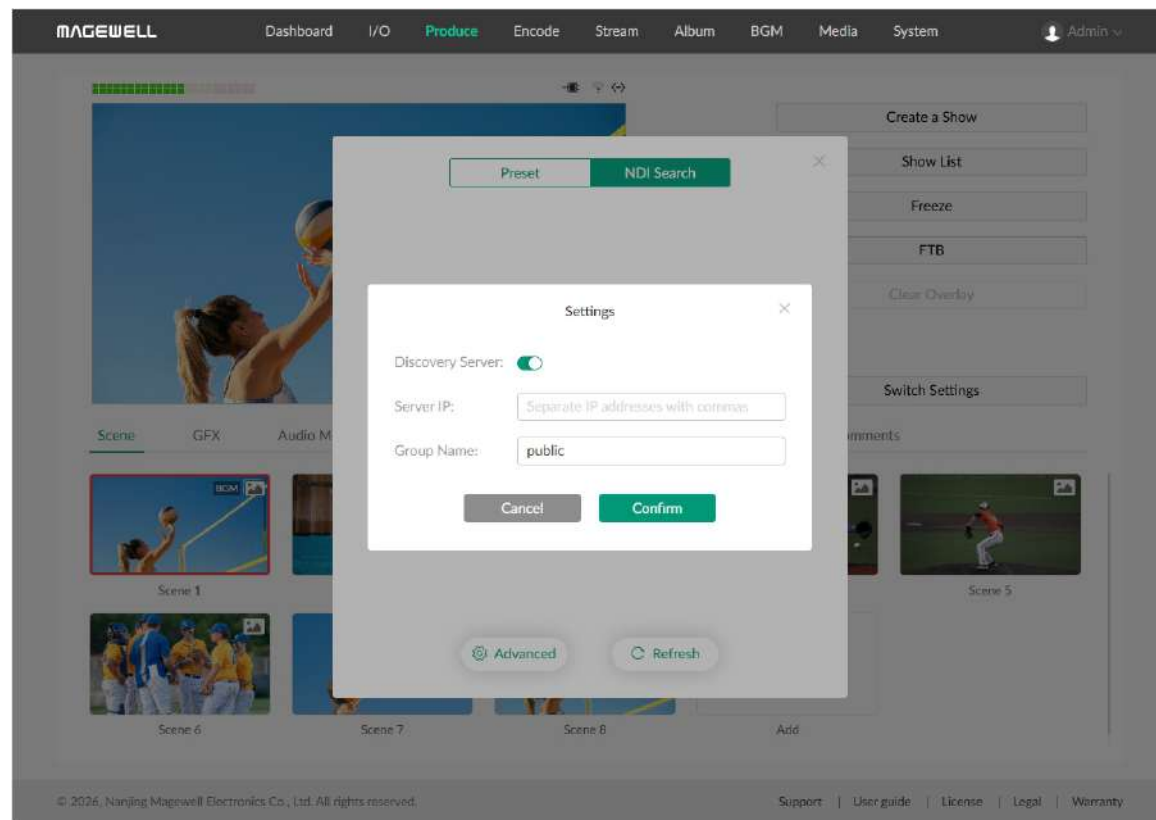 MAGEWELL Dashboard I/O Produce Encode Stream Album BGM Media System Admin
Create a Show
Preset NDI Search
Show List
Freeze
FTB
Clear Overlay
Settings
Discovery Server:
Switch Settings
Server IP: Separate IP addresses with commas
Scene GFX Audio M omments
Group Name: public
BGM
Cancel Confirm
Scene 1 Scene 5
Advanced Refresh
Scene 6 Scene 7 Scene 8 Add
© 2026, Nanjing Magewell Electronics Co., Ltd. All rights reserved. Support | User guide | License | Legal | Warranty